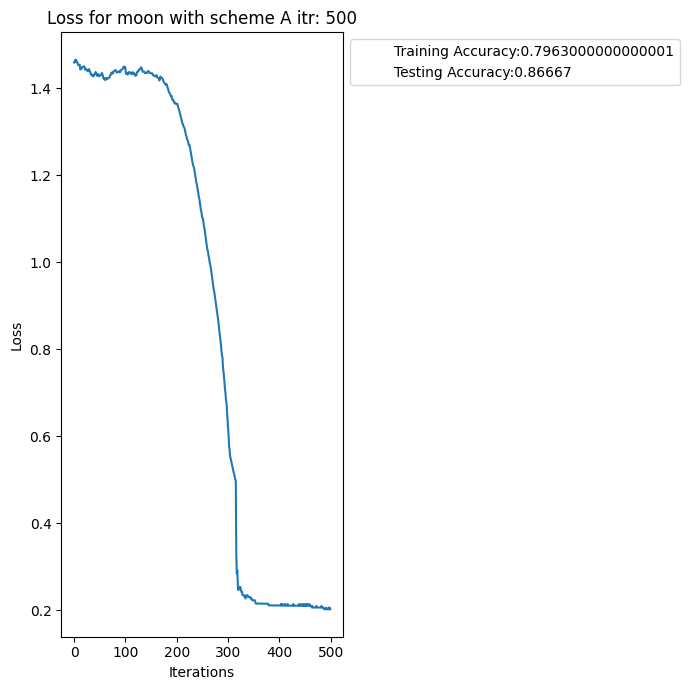 Loss for moon with scheme A itr: 500
Training Accuracy:0.7963000000000001
Testing Accuracy:0.86667
1.4
1.2
1.0
0.8
0.6
0.4
0.2
Loss
0 100 200 300 400 500
Iterations